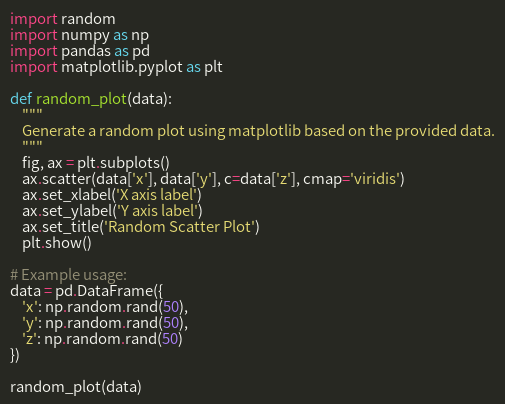 import random
import numpy as np
import pandas as pd
import matplotlib.pyplot as plt

def random_plot(data):
    """
    Generate a random plot using matplotlib based on the provided data.
    """
    fig, ax = plt.subplots()
    ax.scatter(data['x'], data['y'], c=data['z'], cmap='viridis')
    ax.set_xlabel('X axis label')
    ax.set_ylabel('Y axis label')
    ax.set_title('Random Scatter Plot')
    plt.show()

# Example usage:
data = pd.DataFrame({
    'x': np.random.rand(50),
    'y': np.random.rand(50),
    'z': np.random.rand(50)
})

random_plot(data)